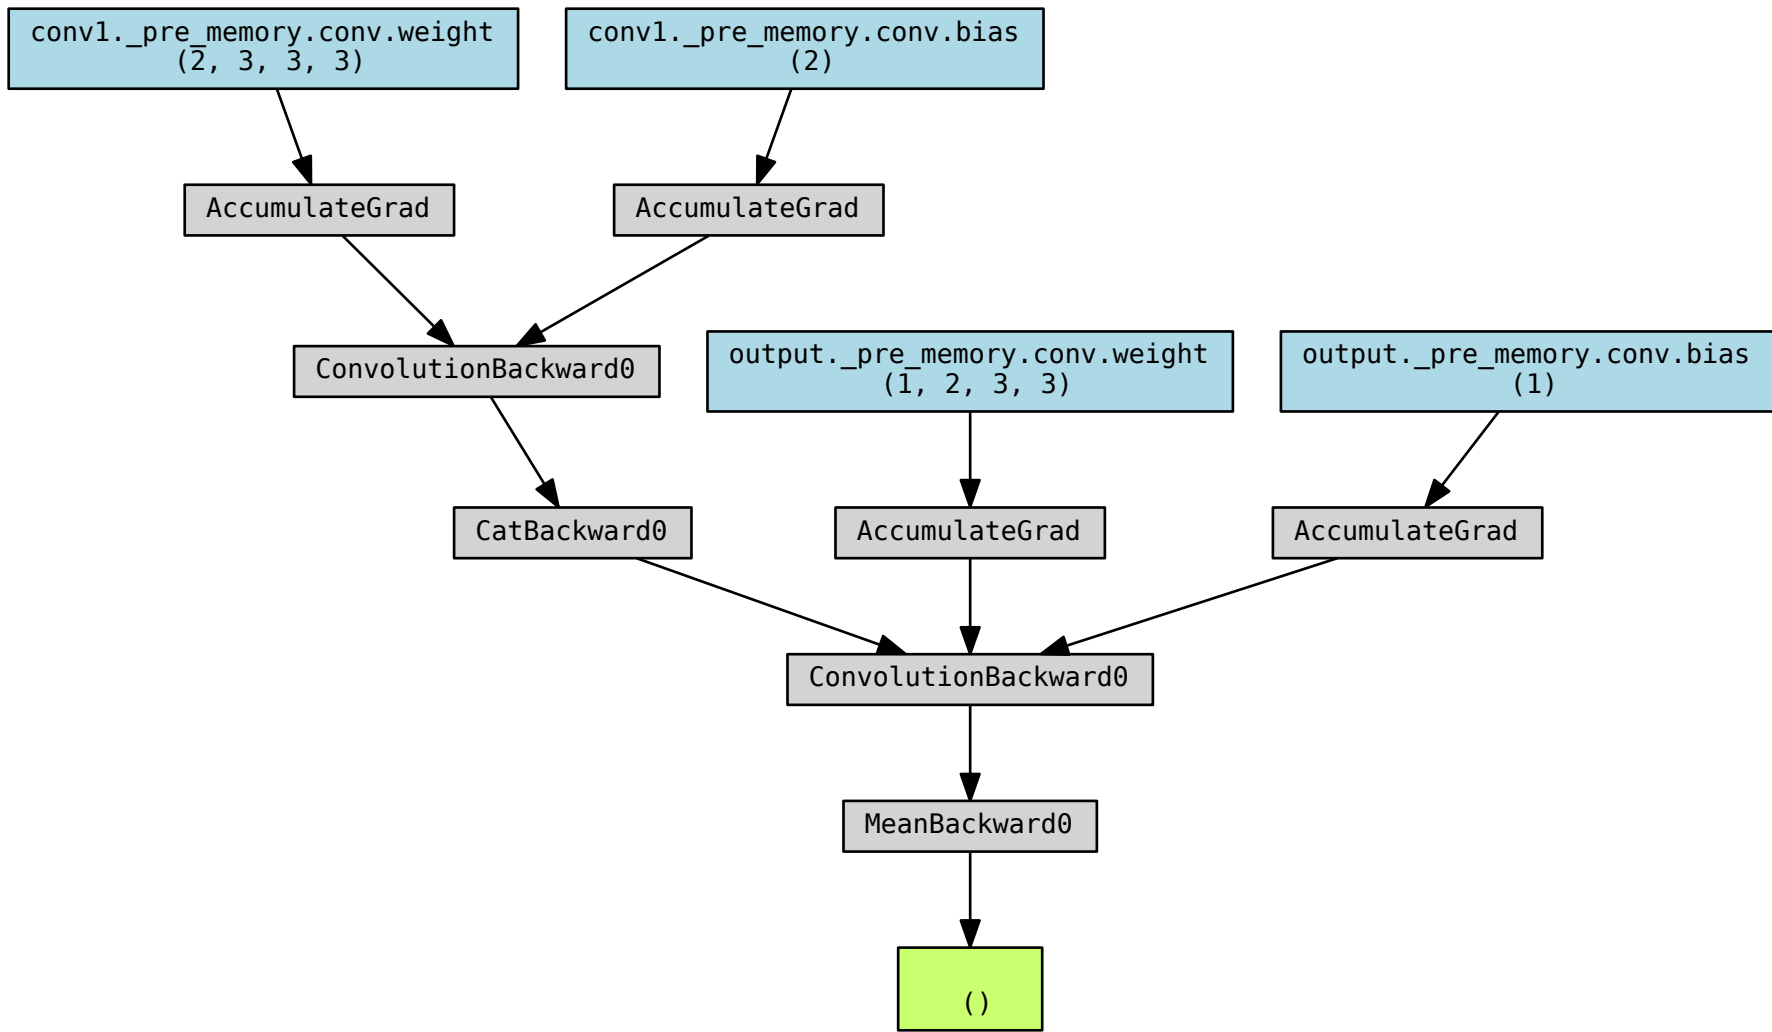 conv1._pre_memory.conv.weight
(2, 3, 3, 3)
conv1._pre_memory.conv.bias
(2)
AccumulateGrad
AccumulateGrad
ConvolutionBackward0
output._pre_memory.conv.weight
(1, 2, 3, 3)
output._pre_memory.conv.bias
(1)
CatBackward0
AccumulateGrad
AccumulateGrad
ConvolutionBackward0
MeanBackward0
()